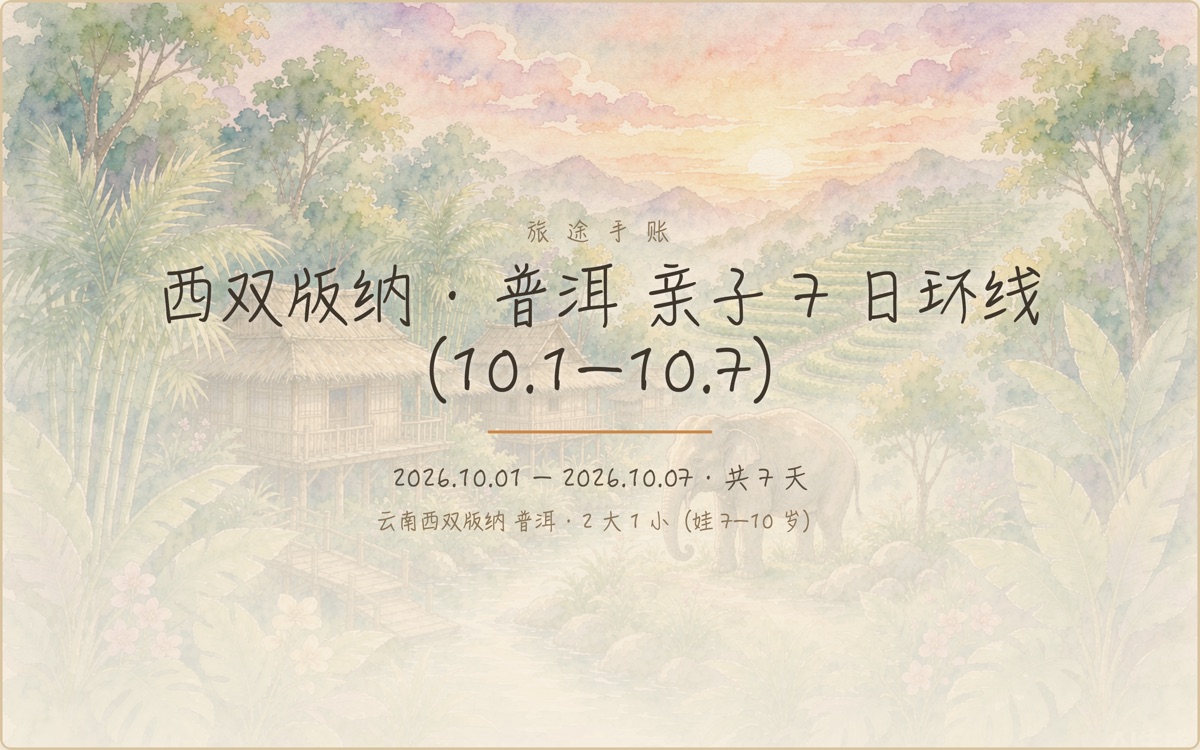 旅途手账
西双版纳 · 普洱 亲子 7 日环线
(10.1—10.7)
2026.10.01 — 2026.10.07 · 共 7 天
云南西双版纳 普洱 · 2 大 1 小 (娃 7—10 岁)